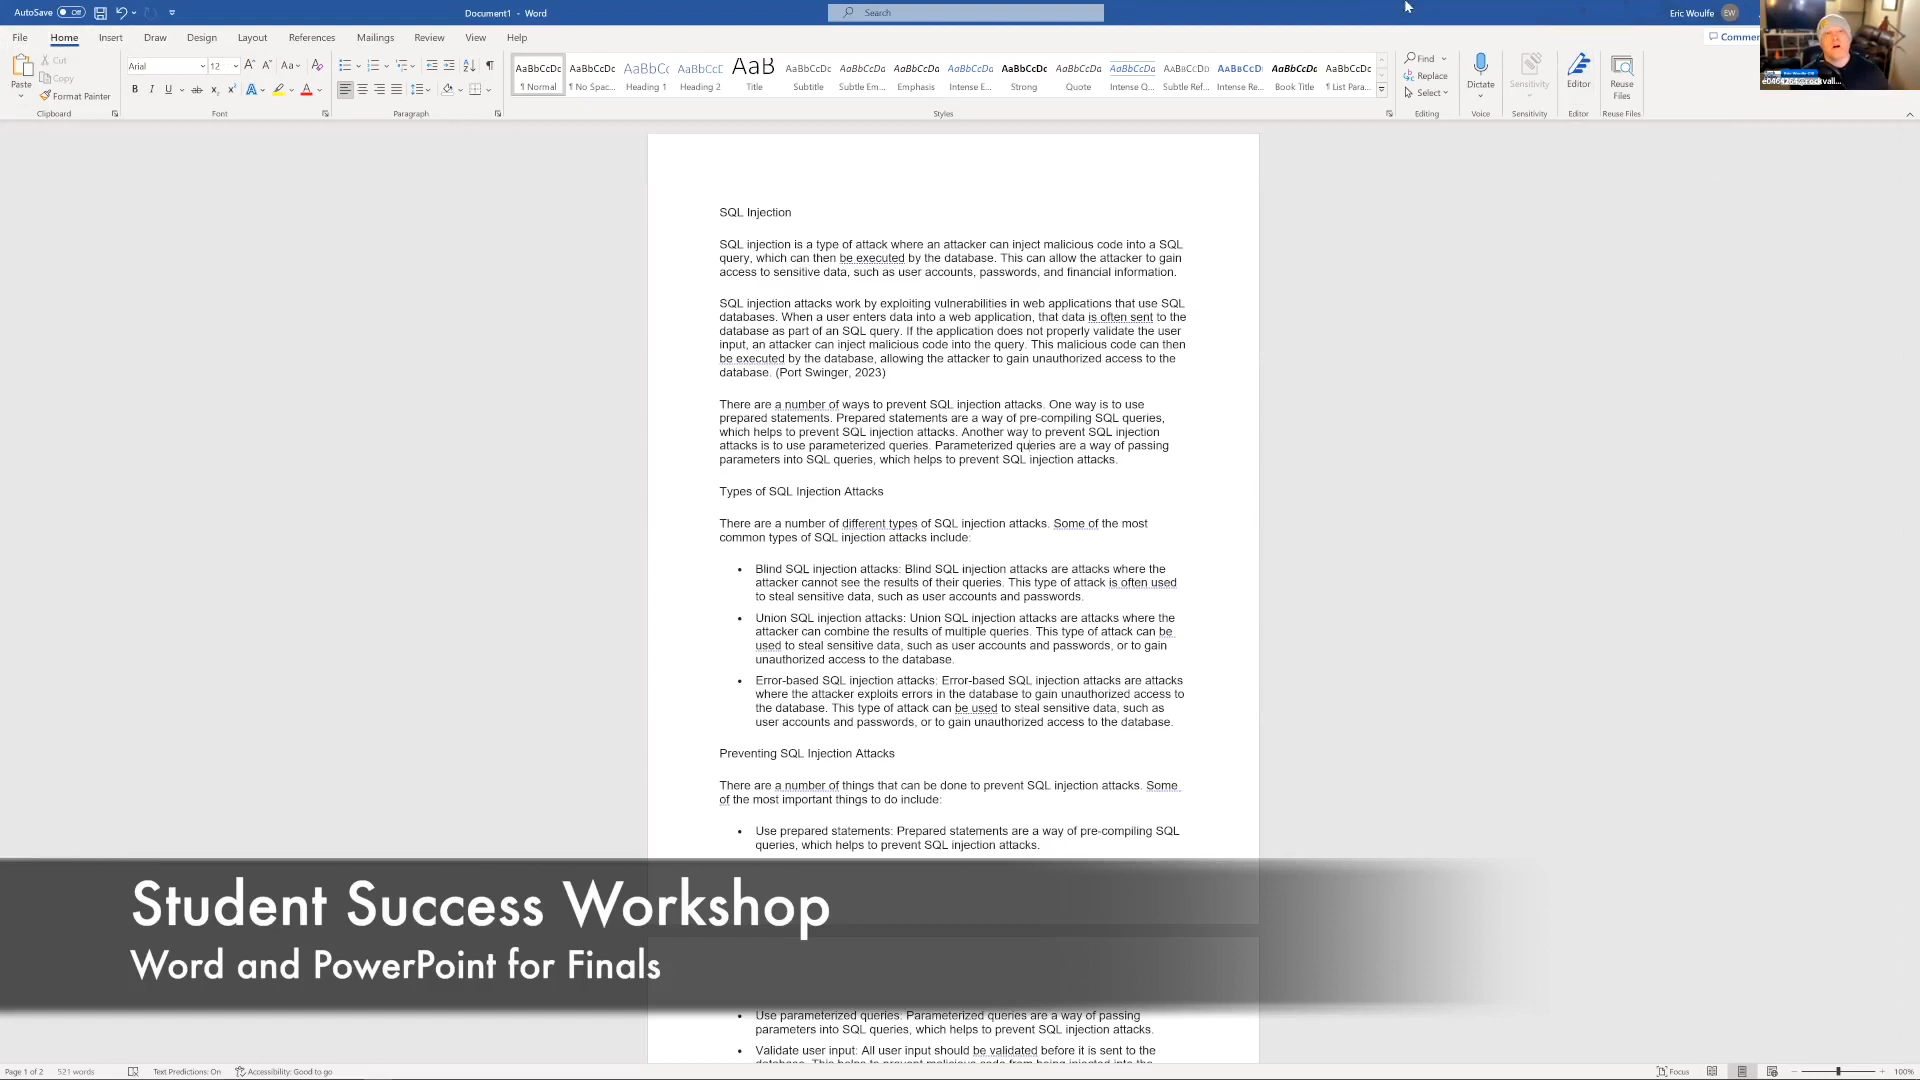 AutoSave Off Document1 - Word Search Eric Woulfe EW
File Home Insert Draw Design Layout References Mailings Review View Help Commen
Paste Cut Copy Format Painter
Arial 12
AaBbCcDc AaBbCcDc AaBbCc AaBbCcC AaB AaBbCcDc AaBbCcDc AaBbCcDc AaBbCcDc AaBbCcDc AaBbCcDc AaBbCcDc AaBbCcDc AaBbCcDc AaBbCcDc AaBbCcDc
¶ Normal ¶ No Spac... Heading 1 Heading 2 Title Subtitle Subtle Em... Emphasis Intense E... Strong Quote Intense Q... Subtle Ref... Intense Re... Book Title ¶ List Para...
Find Replace Select Dictate Sensitivity Editor Reuse Files
Clipboard Font Paragraph Styles Editing Voice Sensitivity Editor Reuse Files
SQL Injection
SQL injection is a type of attack where an attacker can inject malicious code into a SQL
query, which can then be executed by the database. This can allow the attacker to gain
access to sensitive data, such as user accounts, passwords, and financial information.
SQL injection attacks work by exploiting vulnerabilities in web applications that use SQL
databases. When a user enters data into a web application, that data is often sent to the
database as part of an SQL query. If the application does not properly validate the user
input, an attacker can inject malicious code into the query. This malicious code can then
be executed by the database, allowing the attacker to gain unauthorized access to the
database. (Port Swinger, 2023)
There are a number of ways to prevent SQL injection attacks. One way is to use
prepared statements. Prepared statements are a way of pre-compiling SQL queries,
which helps to prevent SQL injection attacks. Another way to prevent SQL injection
attacks is to use parameterized queries. Parameterized queries are a way of passing
parameters into SQL queries, which helps to prevent SQL injection attacks.
Types of SQL Injection Attacks
There are a number of different types of SQL injection attacks. Some of the most
common types of SQL injection attacks include:
• Blind SQL injection attacks: Blind SQL injection attacks are attacks where the
attacker cannot see the results of their queries. This type of attack is often used
to steal sensitive data, such as user accounts and passwords.
• Union SQL injection attacks: Union SQL injection attacks are attacks where the
attacker can combine the results of multiple queries. This type of attack can be
used to steal sensitive data, such as user accounts and passwords, or to gain
unauthorized access to the database.
• Error-based SQL injection attacks: Error-based SQL injection attacks are attacks
where the attacker exploits errors in the database to gain unauthorized access to
the database. This type of attack can be used to steal sensitive data, such as
user accounts and passwords, or to gain unauthorized access to the database.
Preventing SQL Injection Attacks
There are a number of things that can be done to prevent SQL injection attacks. Some
of the most important things to do include:
• Use prepared statements: Prepared statements are a way of pre-compiling SQL
queries, which helps to prevent SQL injection attacks.
Student Success Workshop
Word and PowerPoint for Finals
• Use parameterized queries: Parameterized queries are a way of passing
parameters into SQL queries, which helps to prevent SQL injection attacks.
• Validate user input: All user input should be validated before it is sent to the
Page 1 of 2 521 words Text Predictions: On Accessibility: Good to go Focus 100%